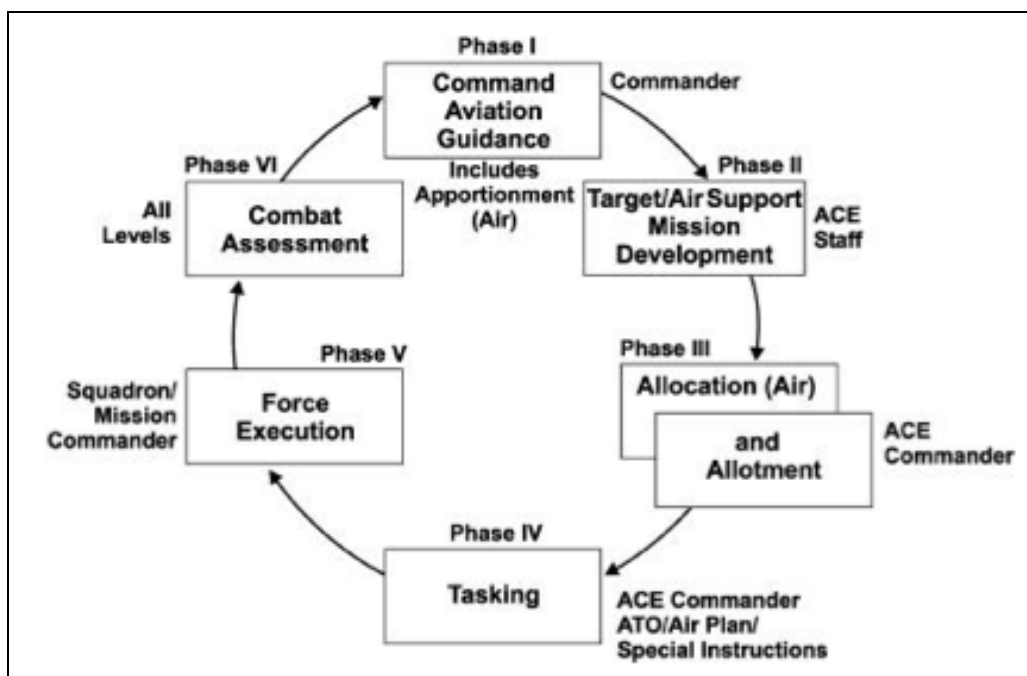 Phase I
Command
Aviation
Guidance
Commander
Includes
Apportionment
(Air)
Phase II
Target/Air Support
Mission
Development
ACE
Staff
Phase III
Allocation (Air)
and
Allotment
ACE
Commander
Phase IV
Tasking
ACE Commander
ATO/Air Plan/
Special Instructions
Phase V
Force
Execution
Squadron/
Mission
Commander
Phase VI
Combat
Assessment
All
Levels